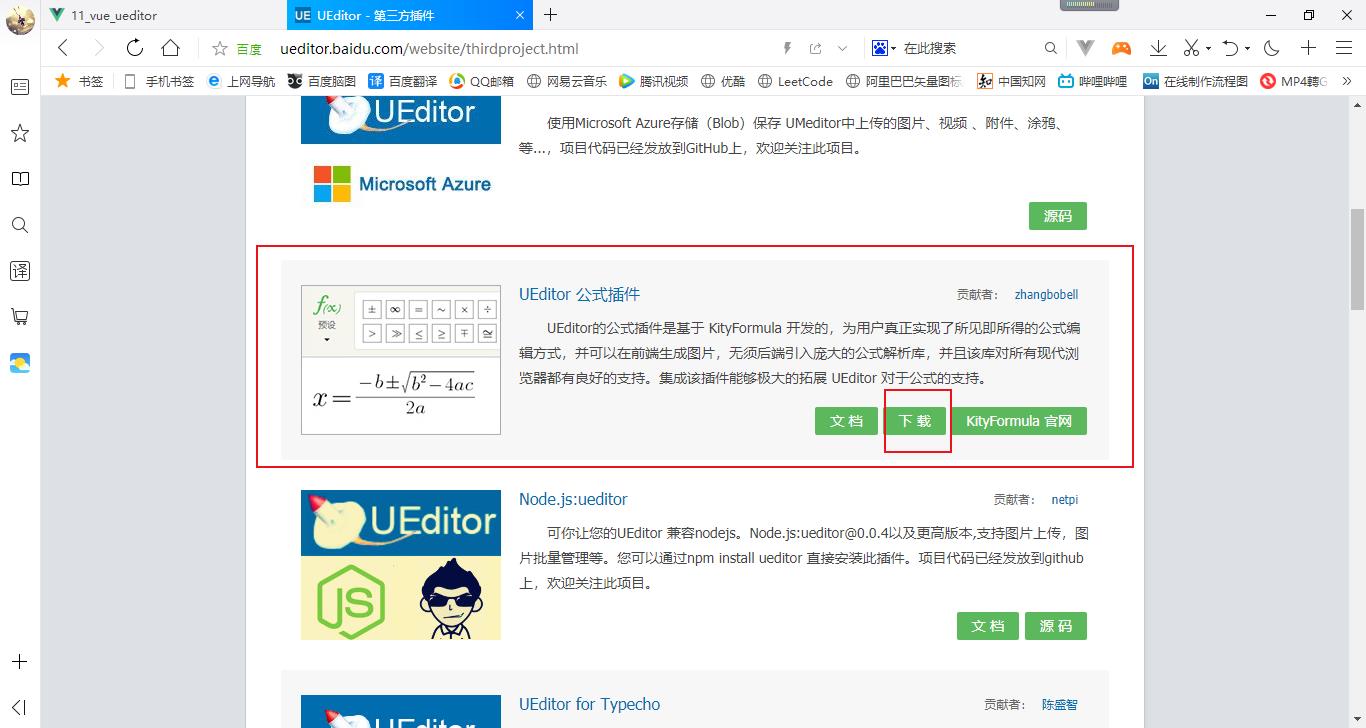 11_vue_ueditor
UE UEditor - 第三方插件
百度 ueditor.baidu.com/website/thirdproject.html 在此搜索
书签 手机书签 上网导航 百度脑图 译 百度翻译 QQ邮箱 网易云音乐 腾讯视频 优酷 LeetCode 阿里巴巴矢量图标 中国知网 哔哩哔哩 On 在线制作流程图 MP4轉G
译
UEditor
使用Microsoft Azure存储（Blob）保存 UMeditor中上传的图片、视频 、附件、涂鸦、
等...，项目代码已经发放到GitHub上，欢迎关注此项目。
Microsoft Azure
源码
UEditor 公式插件
贡献者： zhangbobell
f(x)
预设
± ∞ = ~ × ÷
> ≫ ≤ ≥ ∓ ≅
x = −b±√b²−4ac / 2a
UEditor的公式插件是基于 KityFormula 开发的，为用户真正实现了所见即所得的公式编
辑方式，并可以在前端生成图片，无须后端引入庞大的公式解析库，并且该库对所有现代浏
览器都有良好的支持。集成该插件能够极大的拓展 UEditor 对于公式的支持。
文 档 下 载 KityFormula 官网
UEditor
JS
Node.js:ueditor
贡献者： netpi
可你让您的UEditor 兼容nodejs。Node.js:ueditor@0.0.4以及更高版本,支持图片上传，图
片批量管理等。您可以通过npm install ueditor 直接安装此插件。项目代码已经发放到github
上，欢迎关注此项目。
文 档 源 码
UEditor
UEditor for Typecho
贡献者： 陈盛智